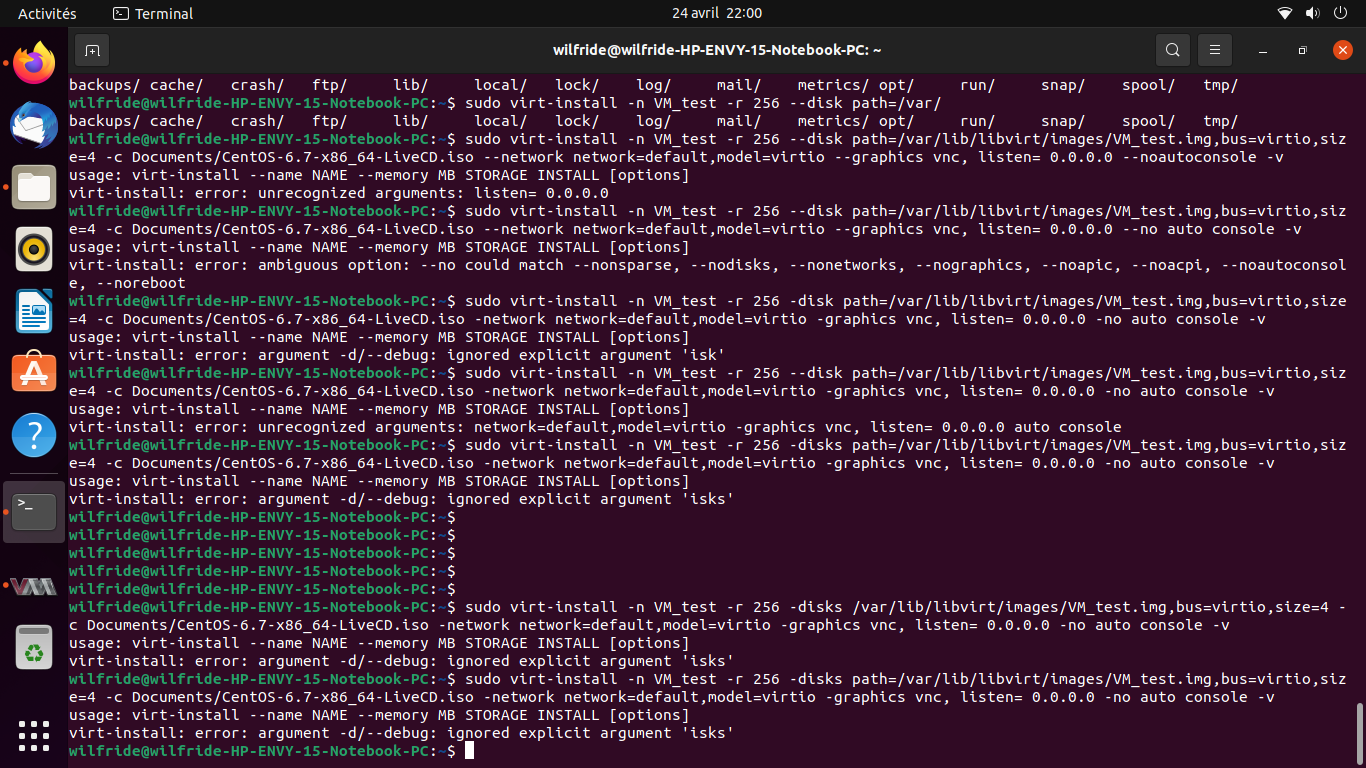 Activités Terminal 24 avril 22:00
wilfride@wilfride-HP-ENVY-15-Notebook-PC: ~
backups/ cache/ crash/ ftp/ lib/ local/ lock/ log/ mail/ metrics/ opt/ run/ snap/ spool/ tmp/
wilfride@wilfride-HP-ENVY-15-Notebook-PC:~$ sudo virt-install -n VM_test -r 256 --disk path=/var/
backups/ cache/ crash/ ftp/ lib/ local/ lock/ log/ mail/ metrics/ opt/ run/ snap/ spool/ tmp/
wilfride@wilfride-HP-ENVY-15-Notebook-PC:~$ sudo virt-install -n VM_test -r 256 --disk path=/var/lib/libvirt/images/VM_test.img,bus=virtio,siz
e=4 -c Documents/CentOS-6.7-x86_64-LiveCD.iso --network network=default,model=virtio --graphics vnc, listen= 0.0.0.0 --noautoconsole -v
usage: virt-install --name NAME --memory MB STORAGE INSTALL [options]
virt-install: error: unrecognized arguments: listen= 0.0.0.0
wilfride@wilfride-HP-ENVY-15-Notebook-PC:~$ sudo virt-install -n VM_test -r 256 --disk path=/var/lib/libvirt/images/VM_test.img,bus=virtio,siz
e=4 -c Documents/CentOS-6.7-x86_64-LiveCD.iso --network network=default,model=virtio --graphics vnc, listen= 0.0.0.0 --no auto console -v
usage: virt-install --name NAME --memory MB STORAGE INSTALL [options]
virt-install: error: ambiguous option: --no could match --nonsparse, --nodisks, --nonetworks, --nographics, --noapic, --noacpi, --noautoconsol
e, --noreboot
wilfride@wilfride-HP-ENVY-15-Notebook-PC:~$ sudo virt-install -n VM_test -r 256 -disk path=/var/lib/libvirt/images/VM_test.img,bus=virtio,size
=4 -c Documents/CentOS-6.7-x86_64-LiveCD.iso -network network=default,model=virtio -graphics vnc, listen= 0.0.0.0 -no auto console -v
usage: virt-install --name NAME --memory MB STORAGE INSTALL [options]
virt-install: error: argument -d/--debug: ignored explicit argument 'isk'
wilfride@wilfride-HP-ENVY-15-Notebook-PC:~$ sudo virt-install -n VM_test -r 256 --disk path=/var/lib/libvirt/images/VM_test.img,bus=virtio,siz
e=4 -c Documents/CentOS-6.7-x86_64-LiveCD.iso -network network=default,model=virtio -graphics vnc, listen= 0.0.0.0 -no auto console -v
usage: virt-install --name NAME --memory MB STORAGE INSTALL [options]
virt-install: error: unrecognized arguments: network=default,model=virtio -graphics vnc, listen= 0.0.0.0 auto console
wilfride@wilfride-HP-ENVY-15-Notebook-PC:~$ sudo virt-install -n VM_test -r 256 -disks path=/var/lib/libvirt/images/VM_test.img,bus=virtio,siz
e=4 -c Documents/CentOS-6.7-x86_64-LiveCD.iso -network network=default,model=virtio -graphics vnc, listen= 0.0.0.0 -no auto console -v
usage: virt-install --name NAME --memory MB STORAGE INSTALL [options]
virt-install: error: argument -d/--debug: ignored explicit argument 'isks'
wilfride@wilfride-HP-ENVY-15-Notebook-PC:~$
wilfride@wilfride-HP-ENVY-15-Notebook-PC:~$
wilfride@wilfride-HP-ENVY-15-Notebook-PC:~$
wilfride@wilfride-HP-ENVY-15-Notebook-PC:~$
wilfride@wilfride-HP-ENVY-15-Notebook-PC:~$
wilfride@wilfride-HP-ENVY-15-Notebook-PC:~$ sudo virt-install -n VM_test -r 256 -disks /var/lib/libvirt/images/VM_test.img,bus=virtio,size=4 -
c Documents/CentOS-6.7-x86_64-LiveCD.iso -network network=default,model=virtio -graphics vnc, listen= 0.0.0.0 -no auto console -v
usage: virt-install --name NAME --memory MB STORAGE INSTALL [options]
virt-install: error: argument -d/--debug: ignored explicit argument 'isks'
wilfride@wilfride-HP-ENVY-15-Notebook-PC:~$ sudo virt-install -n VM_test -r 256 -disks path=/var/lib/libvirt/images/VM_test.img,bus=virtio,siz
e=4 -c Documents/CentOS-6.7-x86_64-LiveCD.iso -network network=default,model=virtio -graphics vnc, listen= 0.0.0.0 -no auto console -v
usage: virt-install --name NAME --memory MB STORAGE INSTALL [options]
virt-install: error: argument -d/--debug: ignored explicit argument 'isks'
wilfride@wilfride-HP-ENVY-15-Notebook-PC:~$